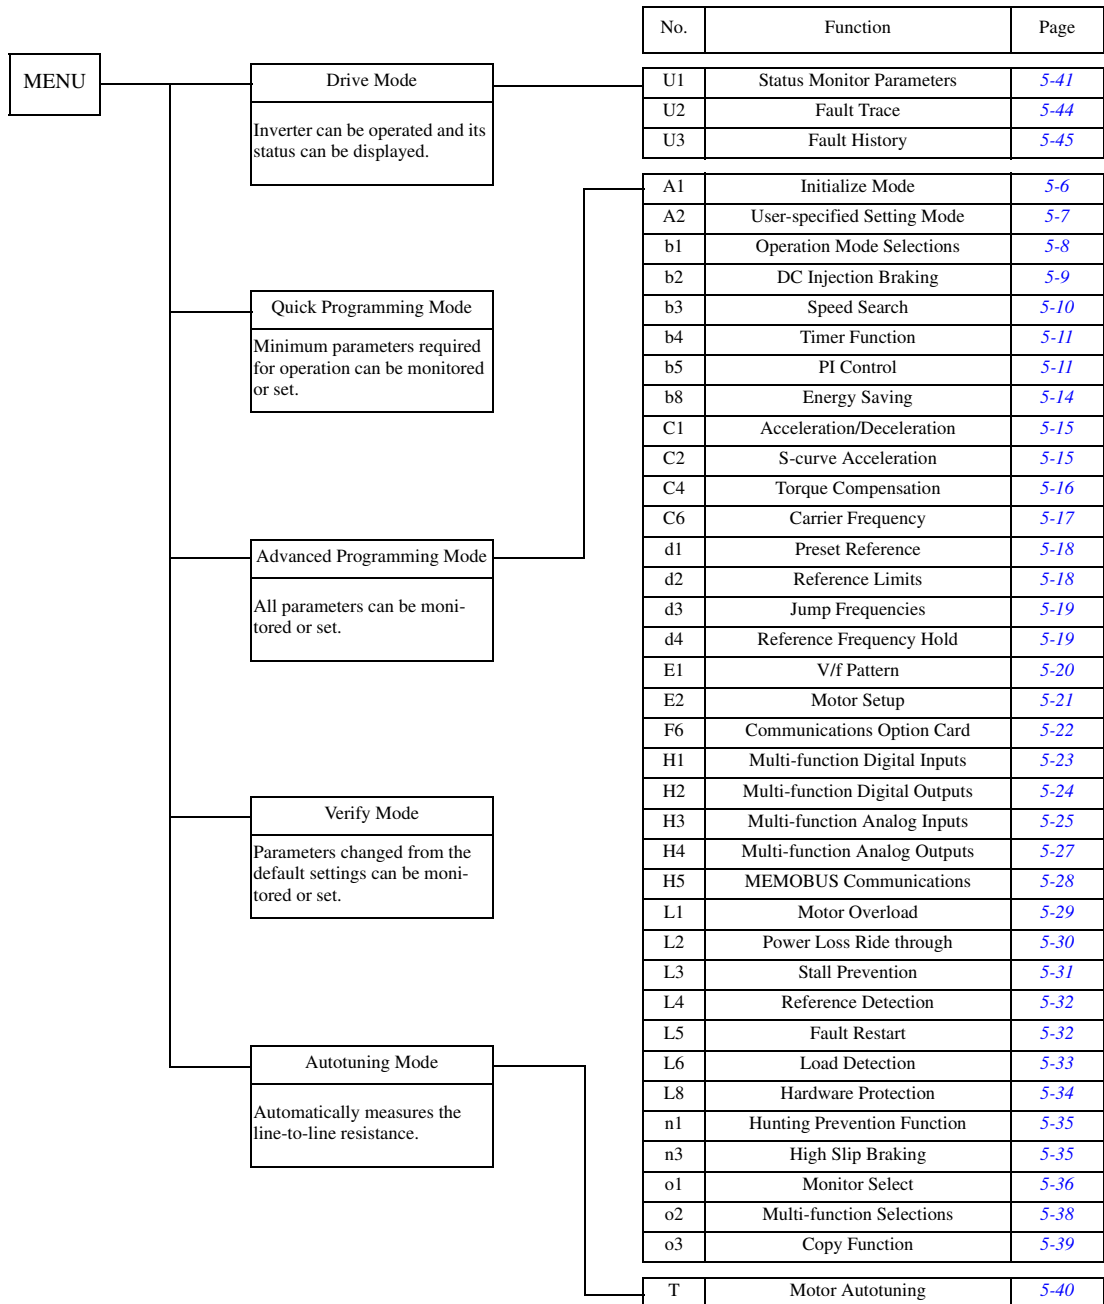 MENU
Drive Mode
Inverter can be operated and its
status can be displayed.
Quick Programming Mode
Minimum parameters required
for operation can be monitored
or set.
Advanced Programming Mode
All parameters can be moni-
tored or set.
Verify Mode
Parameters changed from the
default settings can be moni-
tored or set.
Autotuning Mode
Automatically measures the
line-to-line resistance.
No. Function Page
U1 Status Monitor Parameters 5-41
U2 Fault Trace 5-44
U3 Fault History 5-45
A1 Initialize Mode 5-6
A2 User-specified Setting Mode 5-7
b1 Operation Mode Selections 5-8
b2 DC Injection Braking 5-9
b3 Speed Search 5-10
b4 Timer Function 5-11
b5 PI Control 5-11
b8 Energy Saving 5-14
C1 Acceleration/Deceleration 5-15
C2 S-curve Acceleration 5-15
C4 Torque Compensation 5-16
C6 Carrier Frequency 5-17
d1 Preset Reference 5-18
d2 Reference Limits 5-18
d3 Jump Frequencies 5-19
d4 Reference Frequency Hold 5-19
E1 V/f Pattern 5-20
E2 Motor Setup 5-21
F6 Communications Option Card 5-22
H1 Multi-function Digital Inputs 5-23
H2 Multi-function Digital Outputs 5-24
H3 Multi-function Analog Inputs 5-25
H4 Multi-function Analog Outputs 5-27
H5 MEMOBUS Communications 5-28
L1 Motor Overload 5-29
L2 Power Loss Ride through 5-30
L3 Stall Prevention 5-31
L4 Reference Detection 5-32
L5 Fault Restart 5-32
L6 Load Detection 5-33
L8 Hardware Protection 5-34
n1 Hunting Prevention Function 5-35
n3 High Slip Braking 5-35
o1 Monitor Select 5-36
o2 Multi-function Selections 5-38
o3 Copy Function 5-39
T Motor Autotuning 5-40